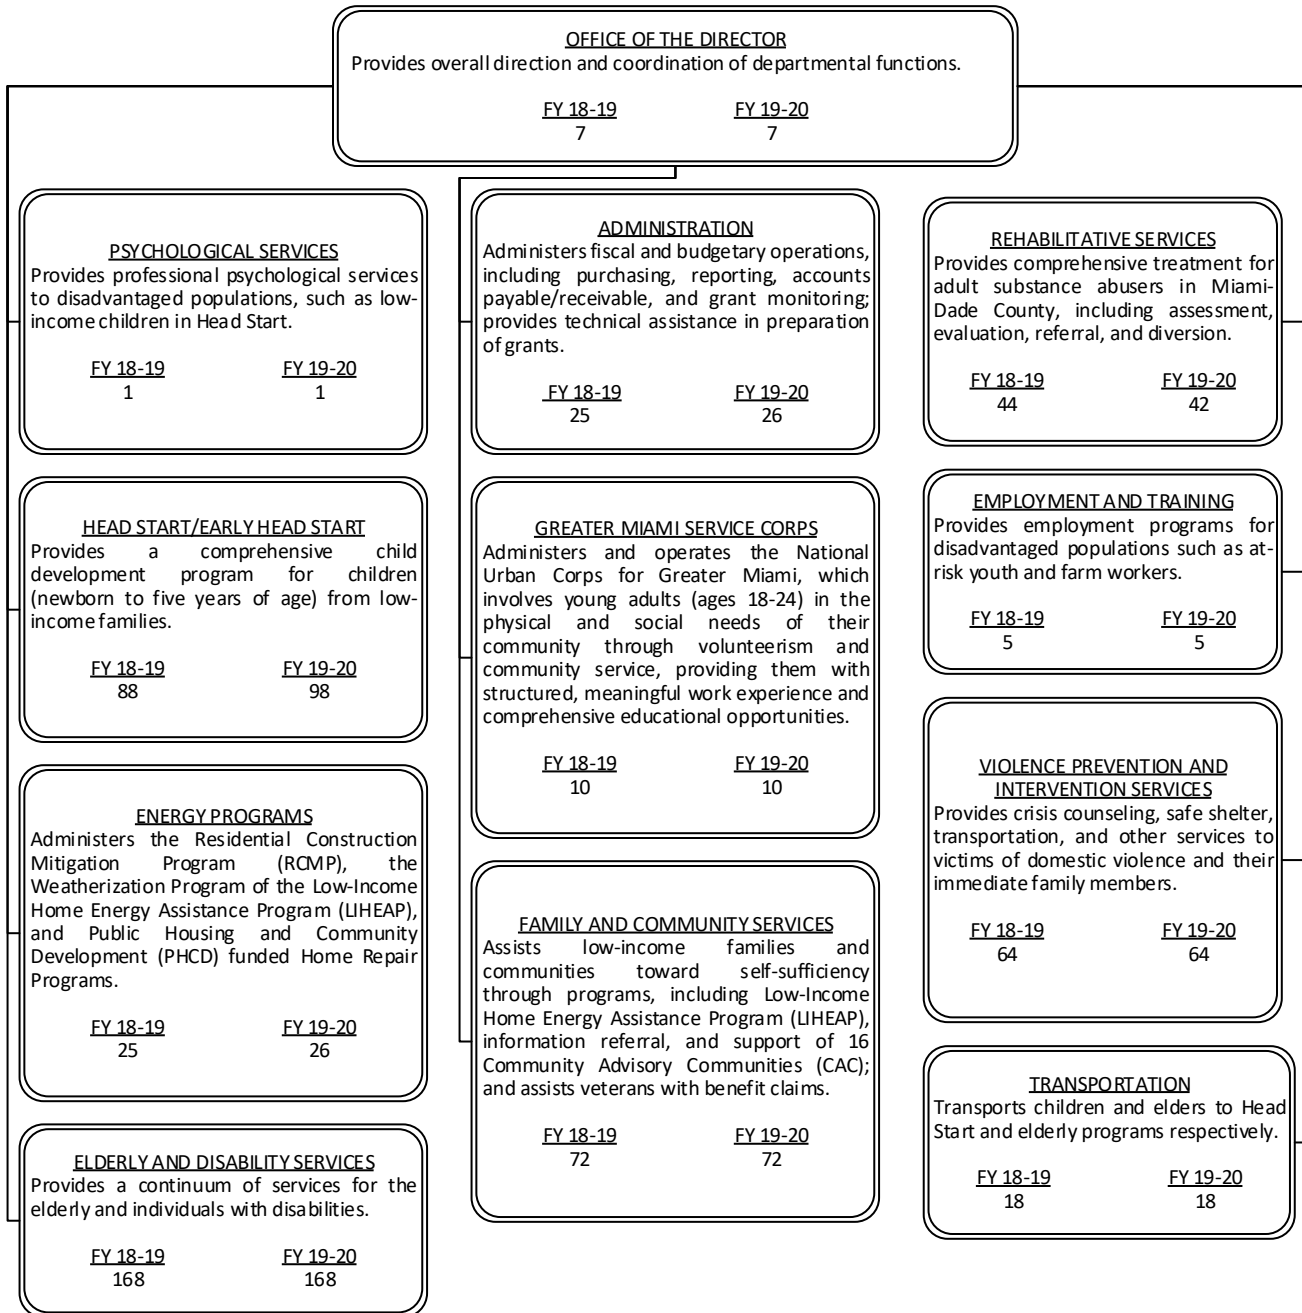 OFFICE OF THE DIRECTOR
Provides overall direction and coordination of departmental functions.
FY 18-19 FY 19-20
7 7
PSYCHOLOGICAL SERVICES
Provides professional psychological services
to disadvantaged populations, such as low-
income children in Head Start.
FY 18-19 FY 19-20
1 1
HEAD START/EARLY HEAD START
Provides a comprehensive child
development program for children
(newborn to five years of age) from low-
income families.
FY 18-19 FY 19-20
88 98
ENERGY PROGRAMS
Administers the Residential Construction
Mitigation Program (RCMP), the
Weatherization Program of the Low-Income
Home Energy Assistance Program (LIHEAP),
and Public Housing and Community
Development (PHCD) funded Home Repair
Programs.
FY 18-19 FY 19-20
25 26
ELDERLY AND DISABILITY SERVICES
Provides a continuum of services for the
elderly and individuals with disabilities.
FY 18-19 FY 19-20
168 168
ADMINISTRATION
Administers fiscal and budgetary operations,
including purchasing, reporting, accounts
payable/receivable, and grant monitoring;
provides technical assistance in preparation
of grants.
FY 18-19 FY 19-20
25 26
GREATER MIAMI SERVICE CORPS
Administers and operates the National
Urban Corps for Greater Miami, which
involves young adults (ages 18-24) in the
physical and social needs of their
community through volunteerism and
community service, providing them with
structured, meaningful work experience and
comprehensive educational opportunities.
FY 18-19 FY 19-20
10 10
FAMILY AND COMMUNITY SERVICES
Assists low-income families and
communities toward self-sufficiency
through programs, including Low-Income
Home Energy Assistance Program (LIHEAP),
information referral, and support of 16
Community Advisory Communities (CAC);
and assists veterans with benefit claims.
FY 18-19 FY 19-20
72 72
REHABILITATIVE SERVICES
Provides comprehensive treatment for
adult substance abusers in Miami-
Dade County, including assessment,
evaluation, referral, and diversion.
FY 18-19 FY 19-20
44 42
EMPLOYMENT AND TRAINING
Provides employment programs for
disadvantaged populations such as at-
risk youth and farm workers.
FY 18-19 FY 19-20
5 5
VIOLENCE PREVENTION AND
INTERVENTION SERVICES
Provides crisis counseling, safe shelter,
transportation, and other services to
victims of domestic violence and their
immediate family members.
FY 18-19 FY 19-20
64 64
TRANSPORTATION
Transports children and elders to Head
Start and elderly programs respectively.
FY 18-19 FY 19-20
18 18